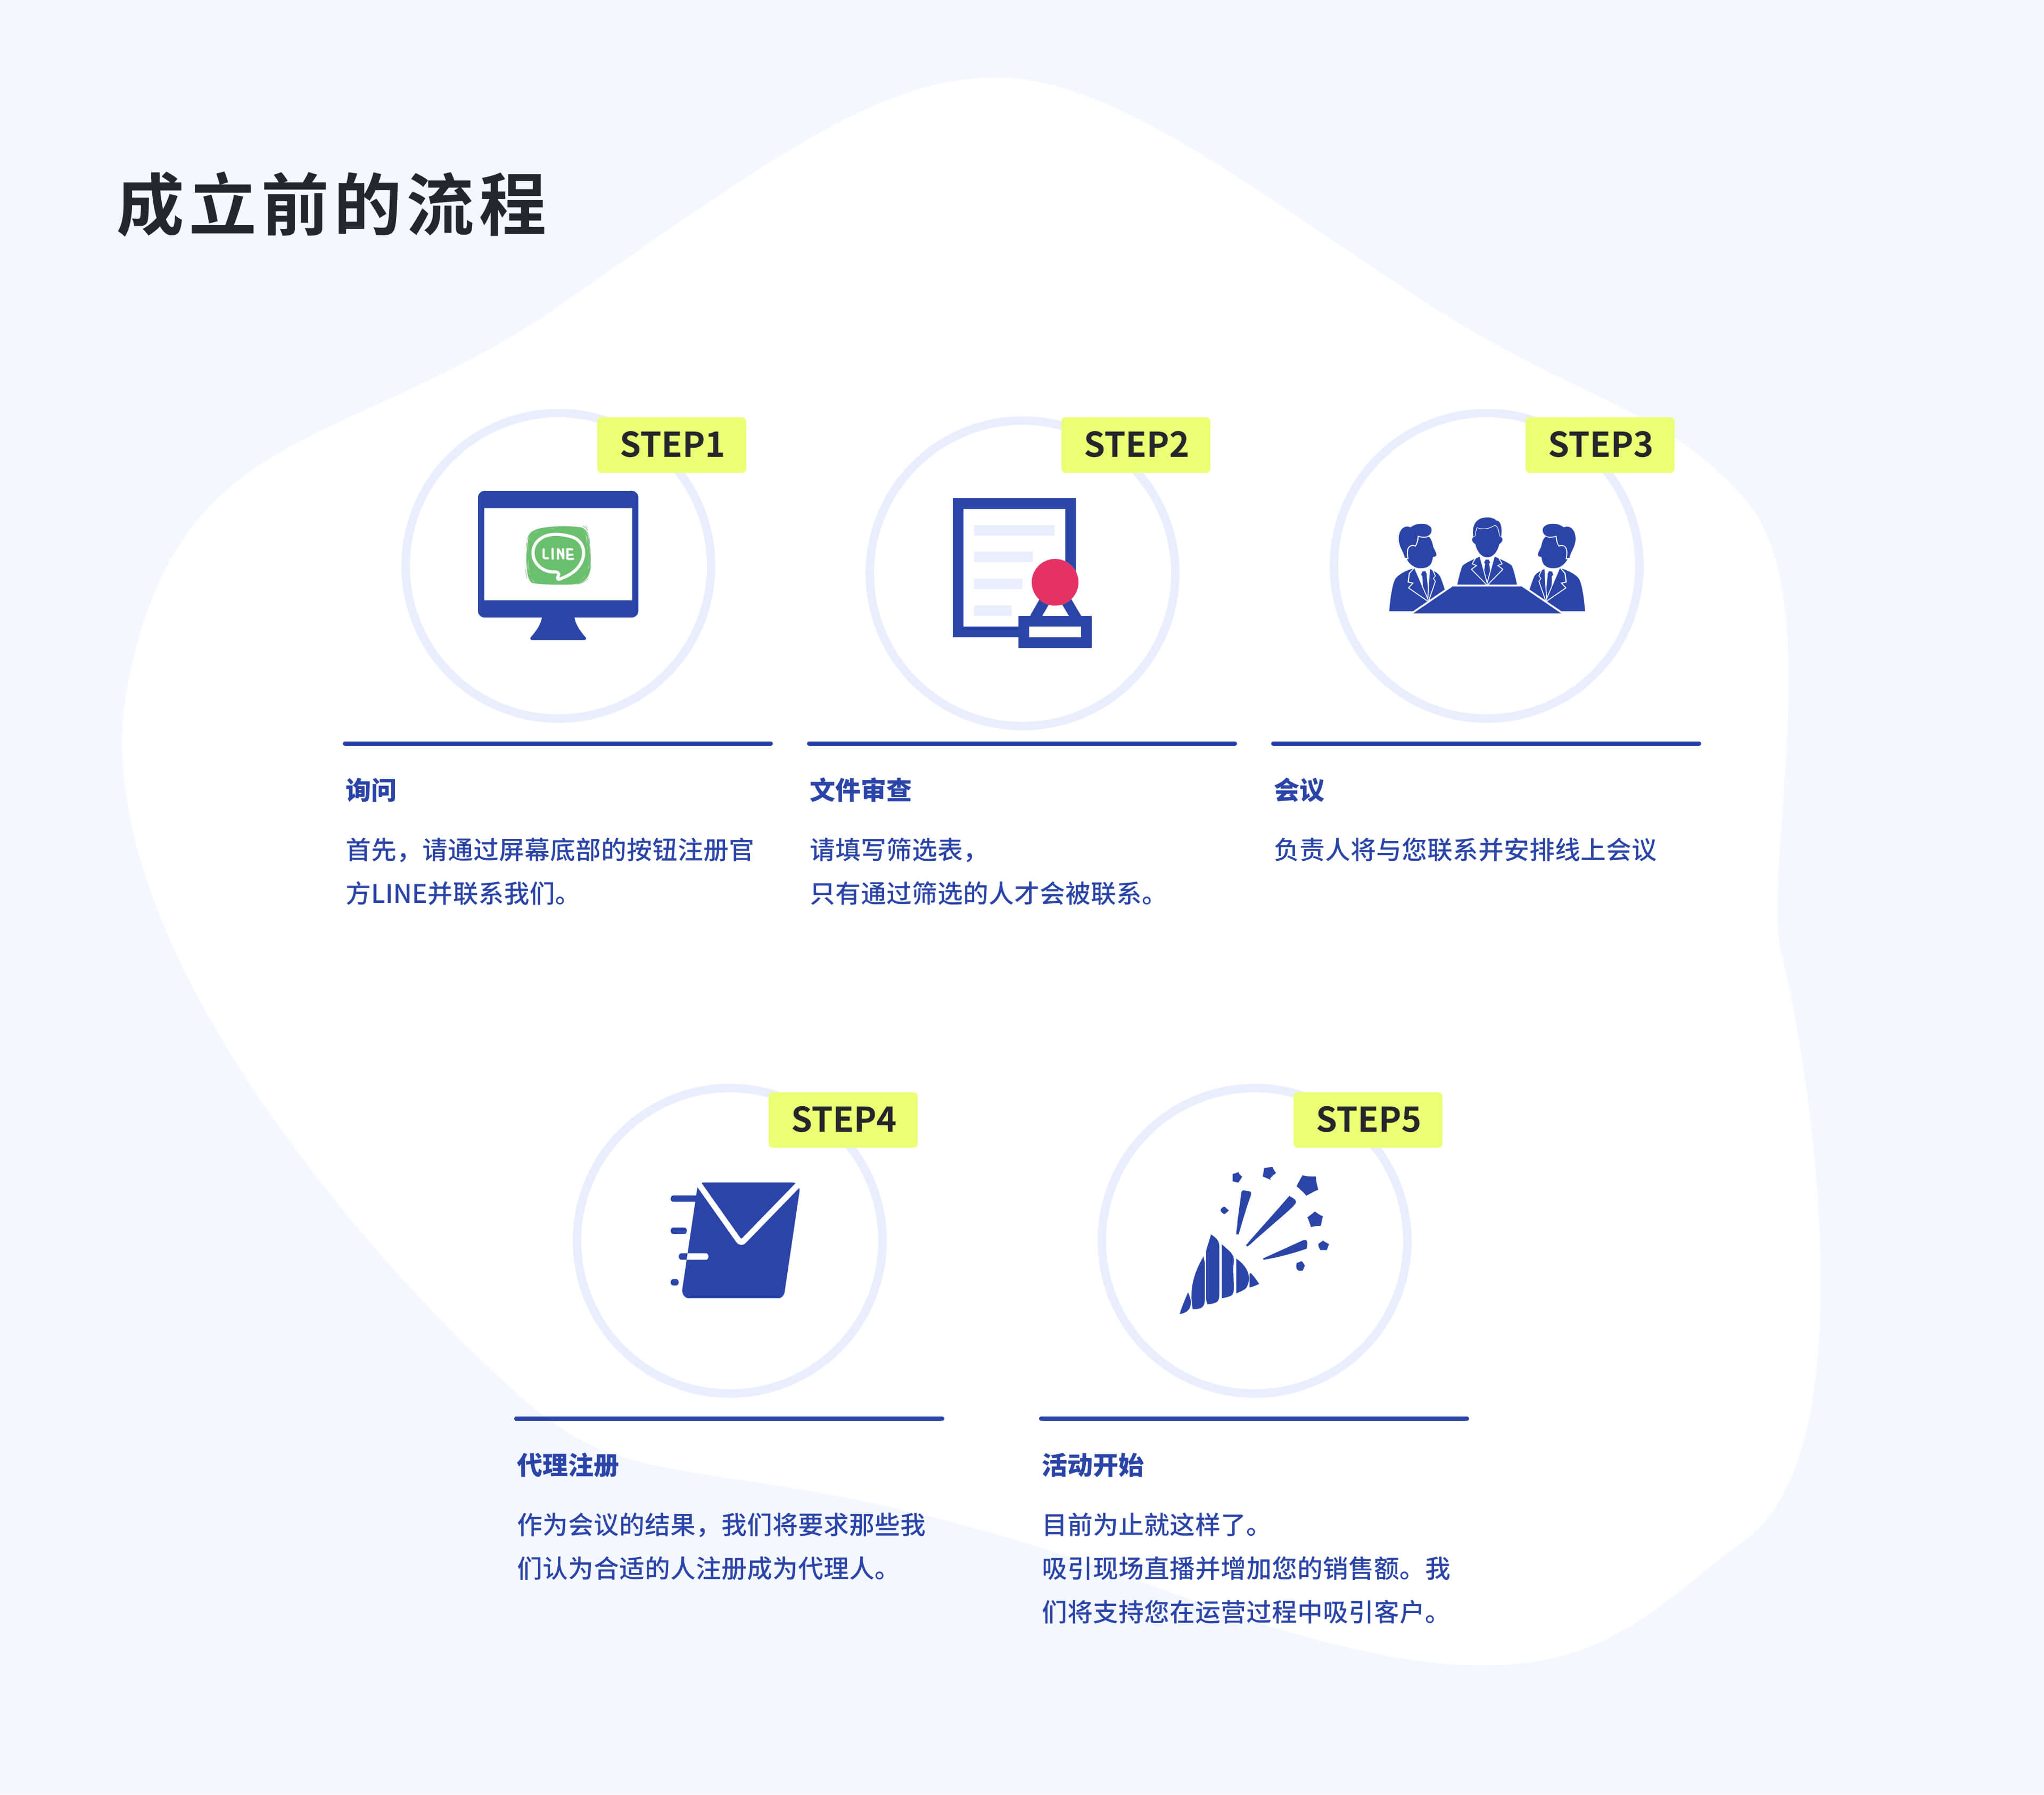 成立前的流程
STEP1
LINE
询问
首先，请通过屏幕底部的按钮注册官
方LINE并联系我们。
STEP2
文件审查
请填写筛选表，
只有通过筛选的人才会被联系。
STEP3
会议
负责人将与您联系并安排线上会议
STEP4
代理注册
作为会议的结果，我们将要求那些我
们认为合适的人注册成为代理人。
STEP5
活动开始
目前为止就这样了。
吸引现场直播并增加您的销售额。我
们将支持您在运营过程中吸引客户。